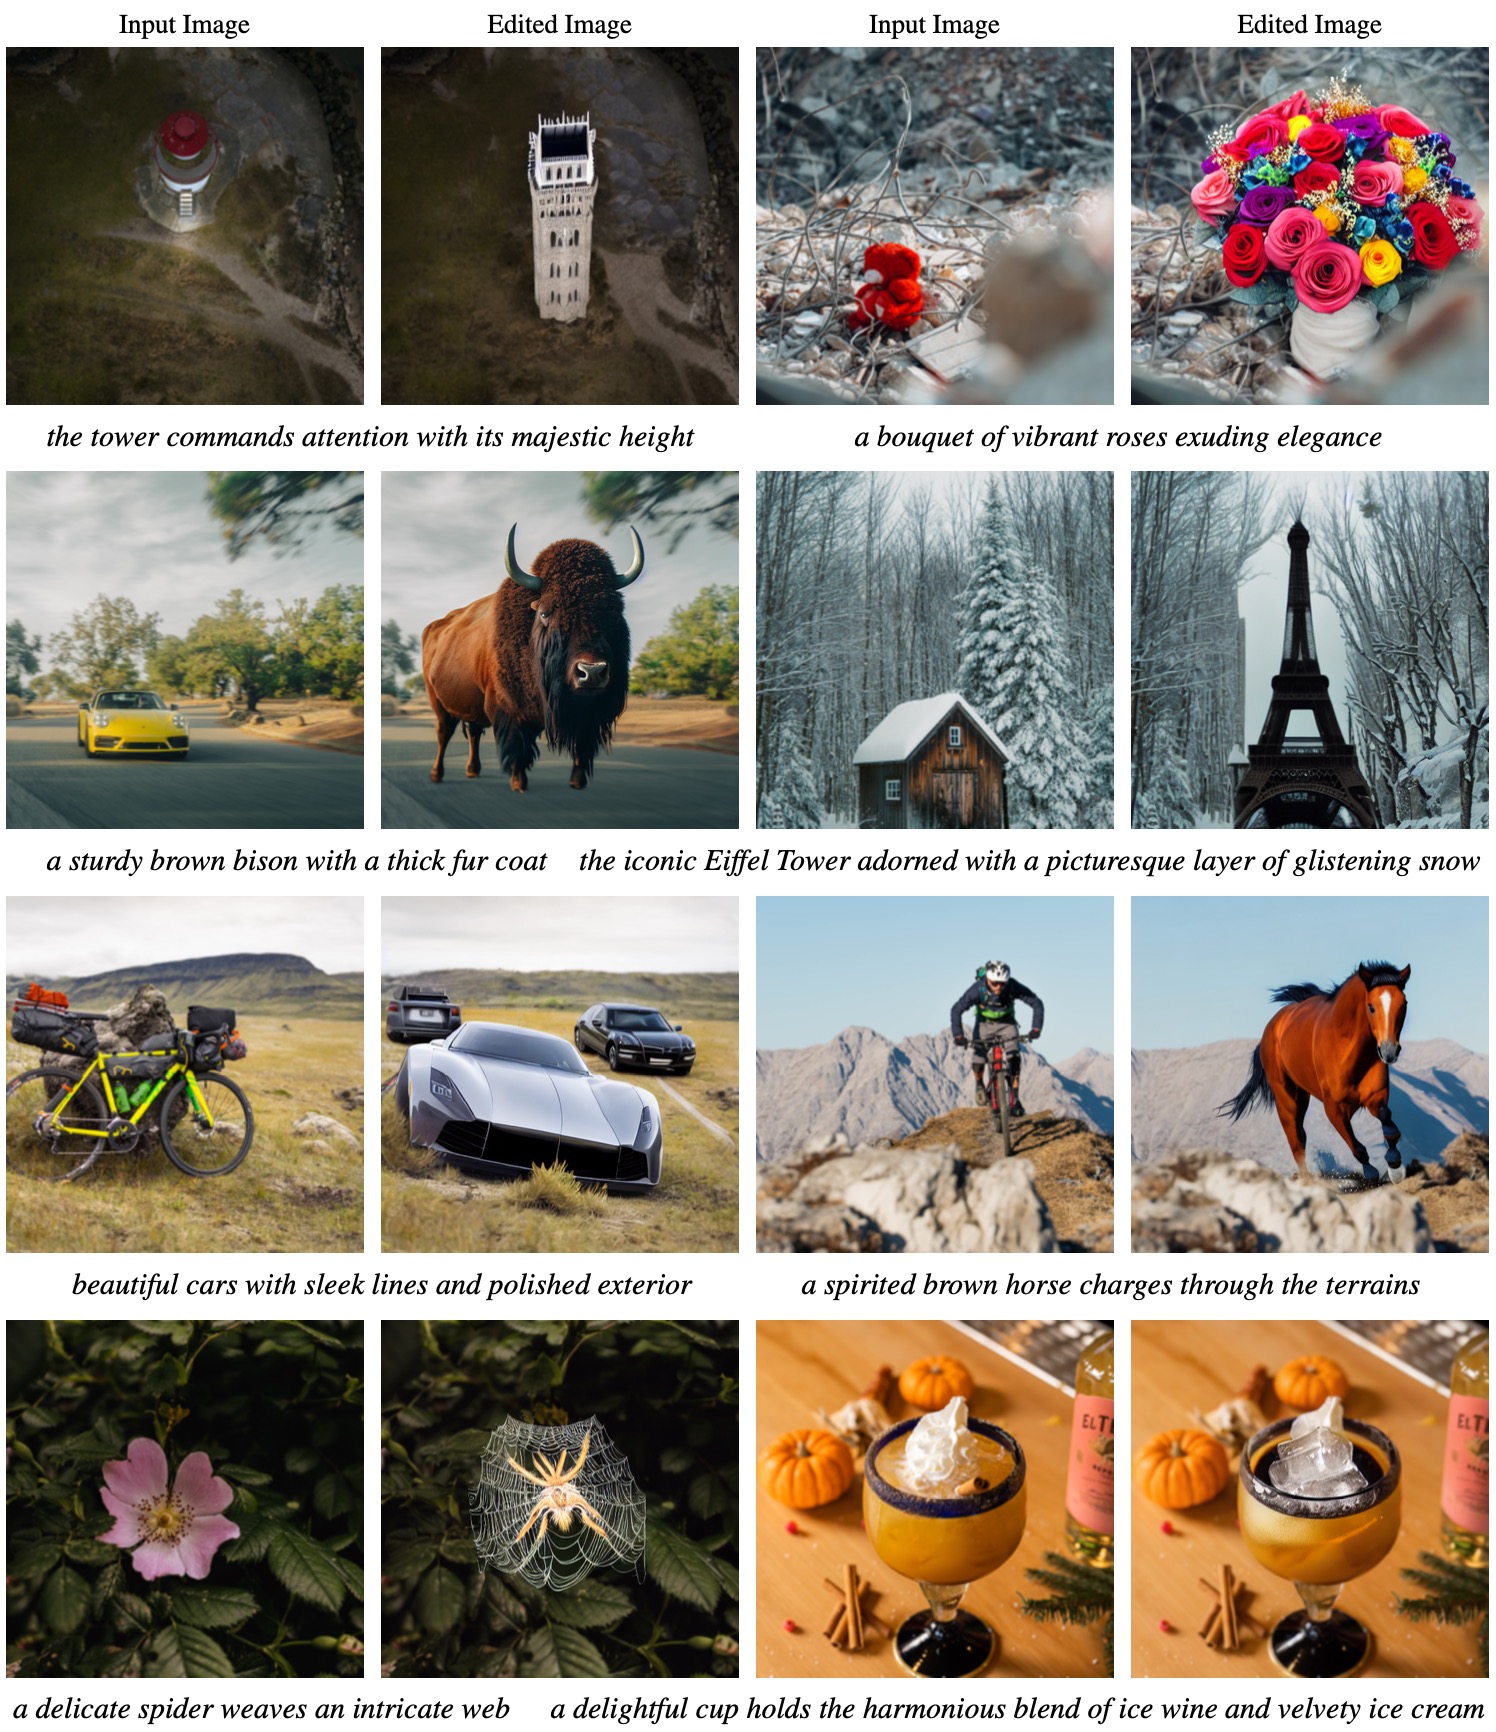 Input Image Edited Image Input Image Edited Image
the tower commands attention with its majestic height a bouquet of vibrant roses exuding elegance
a sturdy brown bison with a thick fur coat the iconic Eiffel Tower adorned with a picturesque layer of glistening snow
beautiful cars with sleek lines and polished exterior a spirited brown horse charges through the terrains
a delicate spider weaves an intricate web a delightful cup holds the harmonious blend of ice wine and velvety ice cream